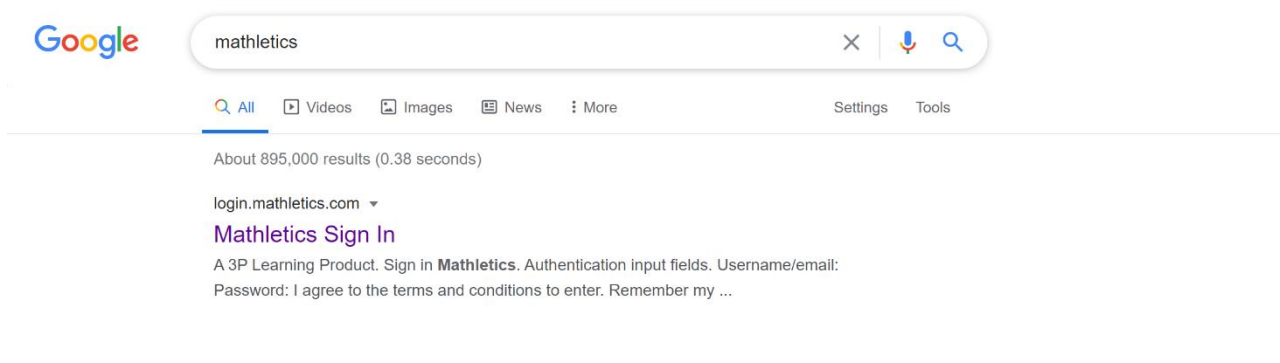 Google
mathletics
All Videos Images News More Settings Tools
About 895,000 results (0.38 seconds)
login.mathletics.com
Mathletics Sign In
A 3P Learning Product. Sign in Mathletics. Authentication input fields. Username/email:
Password: I agree to the terms and conditions to enter. Remember my ...